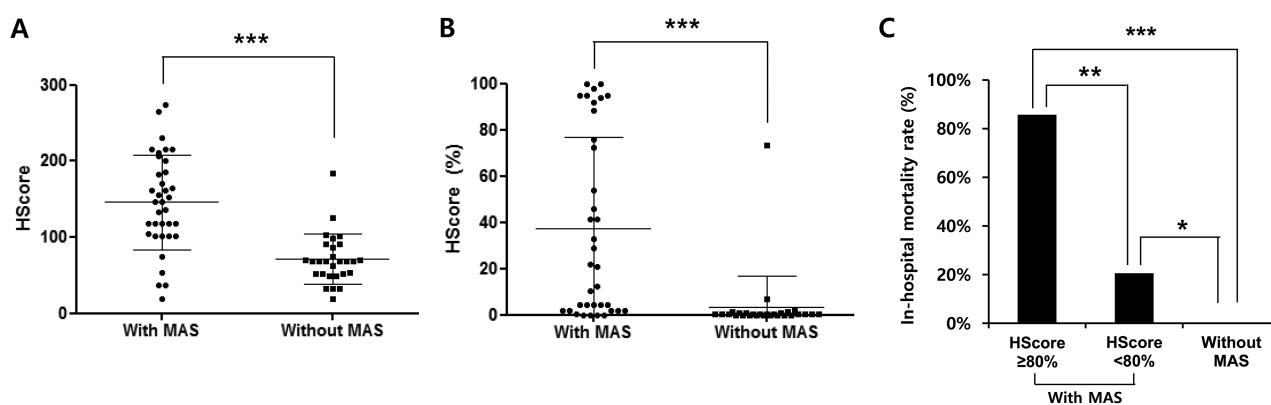 A
***
300
200
100
0
HScore
With MAS
Without MAS
B
***
100
80
60
40
20
0
HScore (%)
With MAS
Without MAS
C
***
**
*
100%
80%
60%
40%
20%
0%
In-hospital mortality rate (%)
HScore
≥80%
HScore
<80%
Without
MAS
With MAS